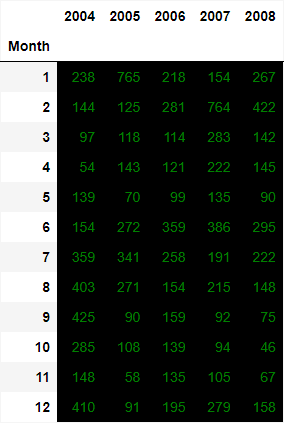 2004 2005 2006 2007 2008
Month
1 238 765 218 154 267
2 144 125 281 764 422
3 97 118 114 283 142
4 54 143 121 222 145
5 139 70 99 135 90
6 154 272 359 386 295
7 359 341 258 191 222
8 403 271 154 215 148
9 425 90 159 92 75
10 285 108 139 94 46
11 148 58 135 105 67
12 410 91 195 279 158